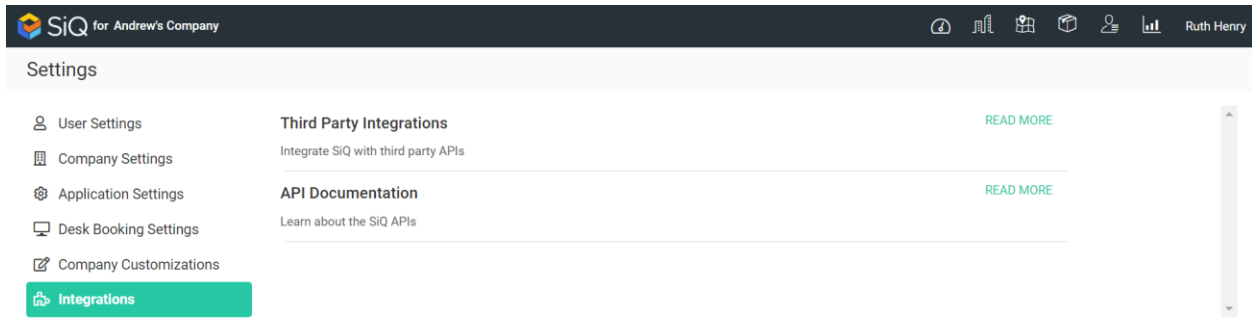 SiQ for Andrew's Company
Ruth Henry
Settings
User Settings
Company Settings
Application Settings
Desk Booking Settings
Company Customizations
Integrations
Third Party Integrations
READ MORE
Integrate SiQ with third party APIs
API Documentation
READ MORE
Learn about the SiQ APIs